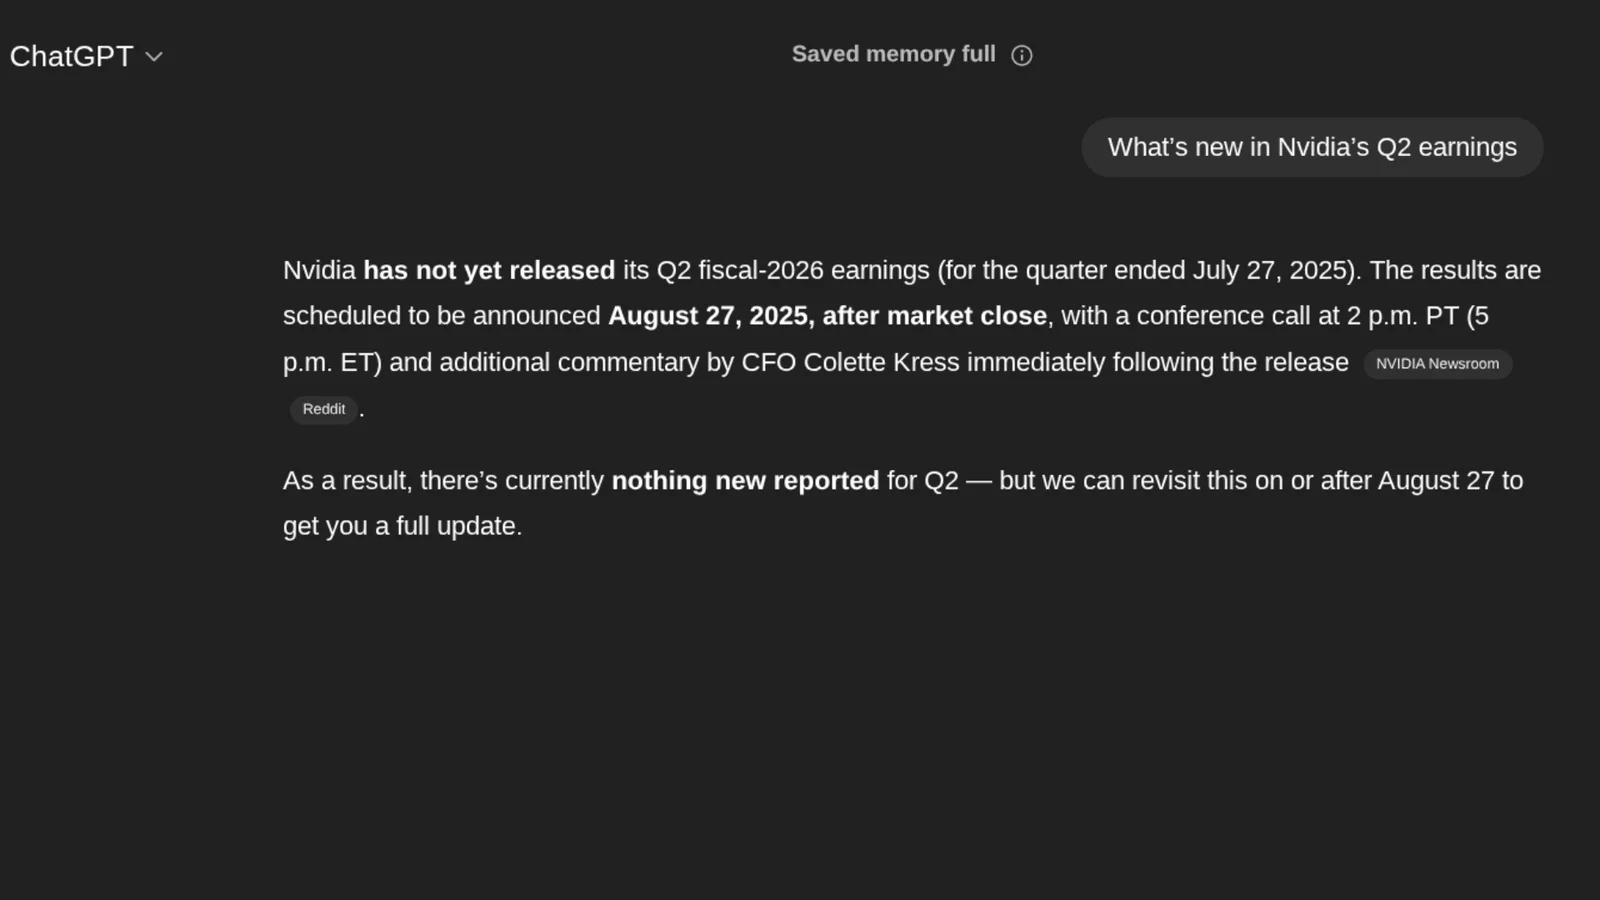 ChatGPT
Saved memory full
What’s new in Nvidia’s Q2 earnings
Nvidia has not yet released its Q2 fiscal-2026 earnings (for the quarter ended July 27, 2025). The results are
scheduled to be announced August 27, 2025, after market close, with a conference call at 2 p.m. PT (5
p.m. ET) and additional commentary by CFO Colette Kress immediately following the release NVIDIA Newsroom
Reddit .
As a result, there’s currently nothing new reported for Q2 — but we can revisit this on or after August 27 to
get you a full update.